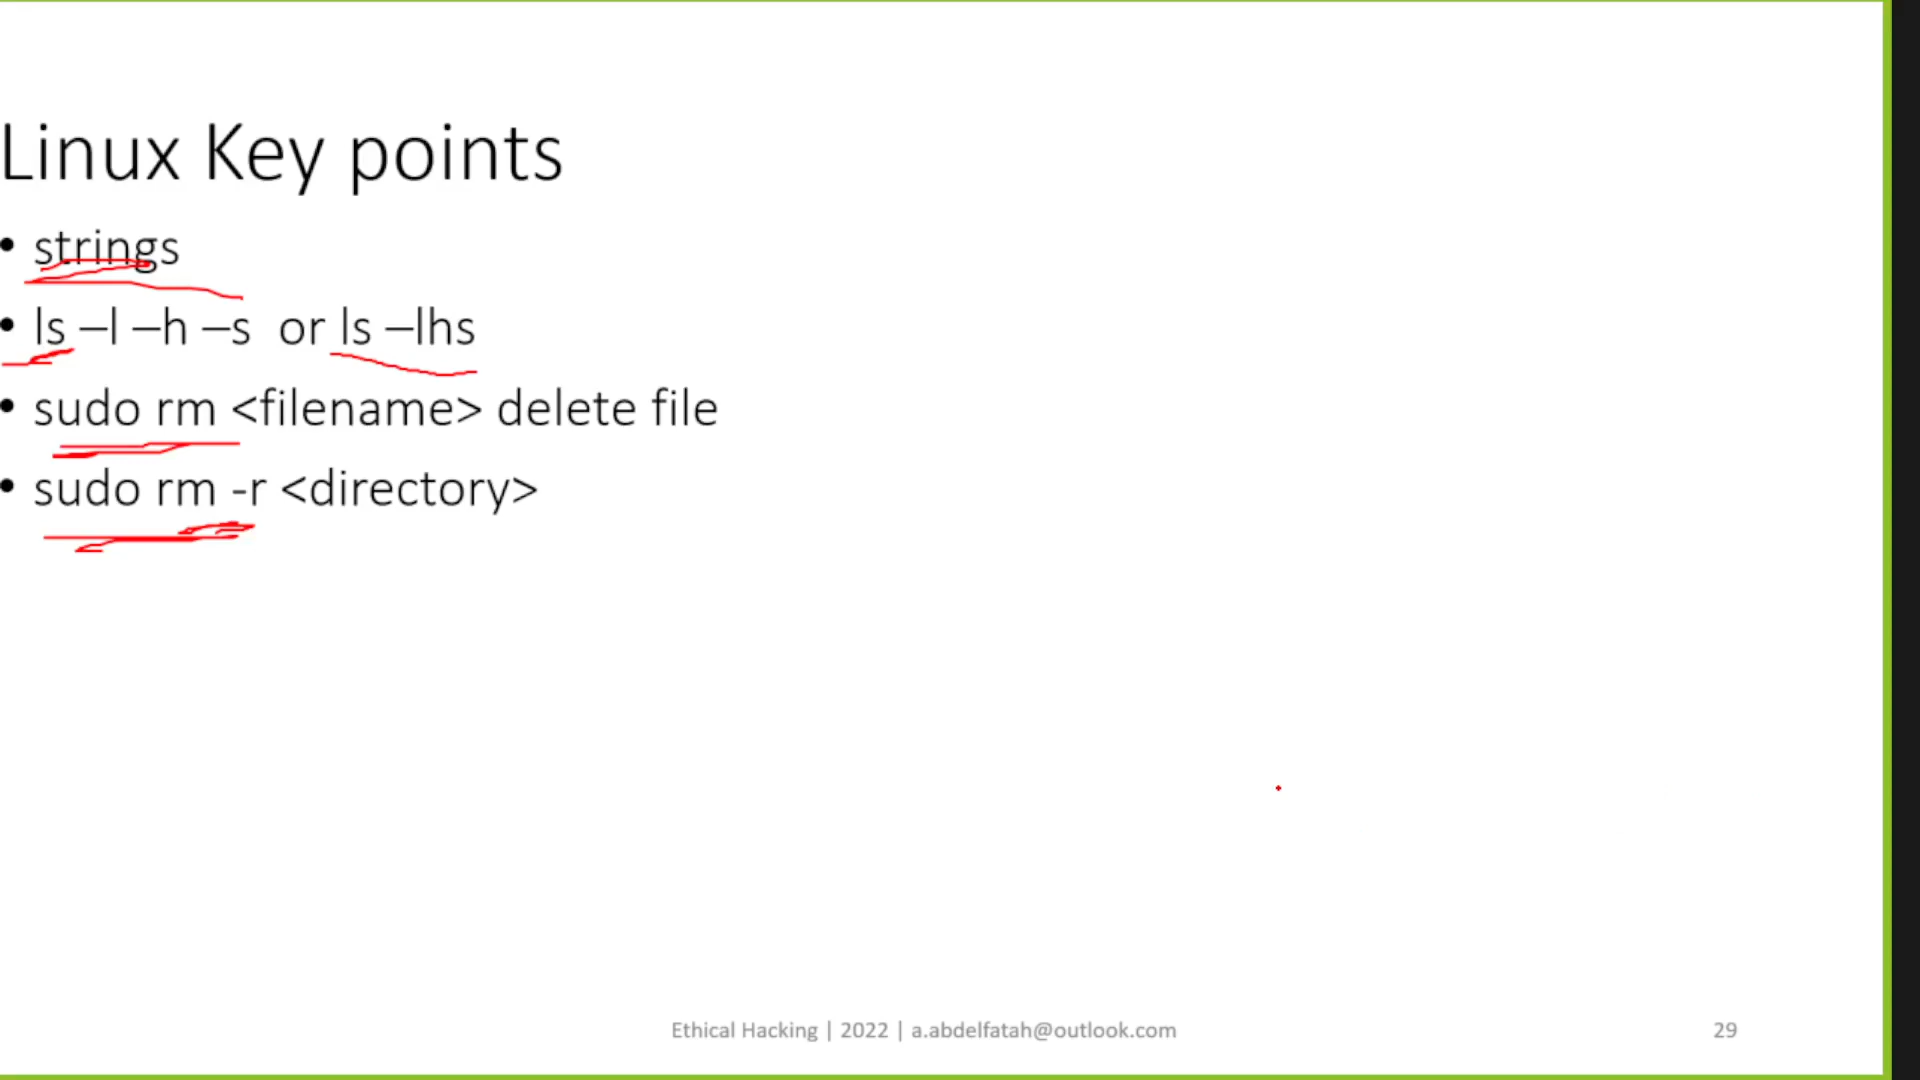 Linux Key points
• strings
• ls –l –h –s  or ls –lhs
• sudo rm <filename> delete file
• sudo rm -r <directory>
Ethical Hacking | 2022 | a.abdelfatah@outlook.com
29